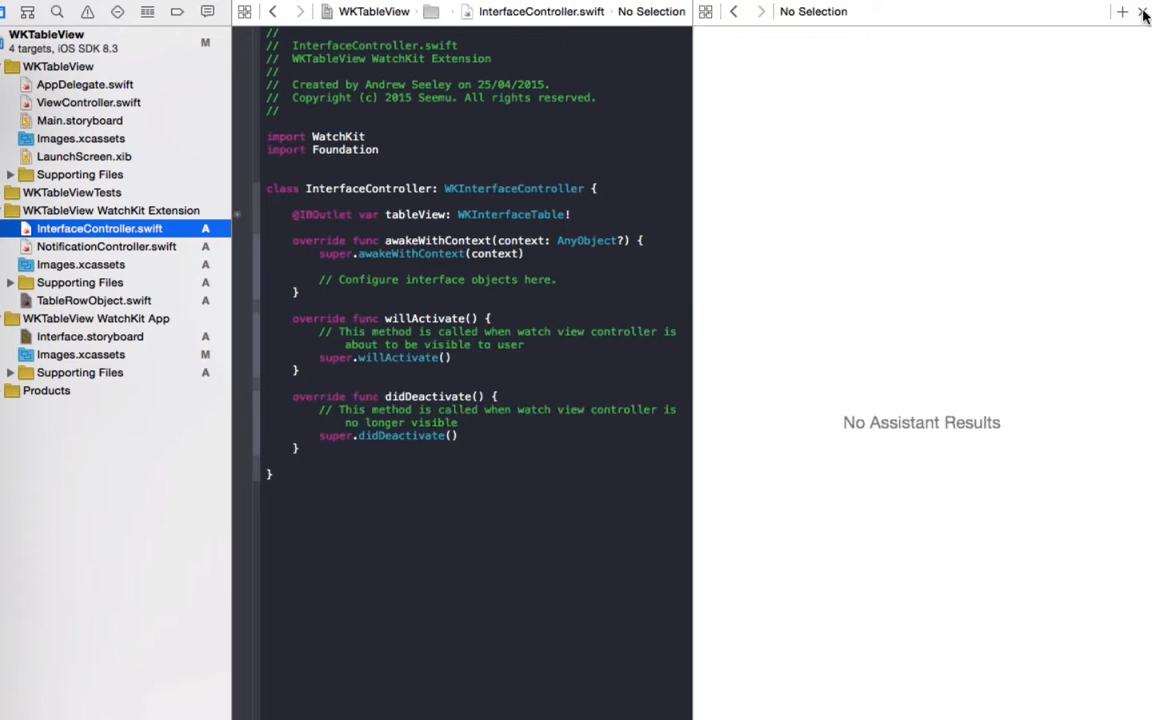 WKTableView
4 targets, iOS SDK 8.3
M
WKTableView
AppDelegate.swift
ViewController.swift
Main.storyboard
Images.xcassets
LaunchScreen.xib
Supporting Files
WKTableViewTests
WKTableView WatchKit Extension
InterfaceController.swift A
NotificationController.swift A
Images.xcassets A
Supporting Files A
TableRowObject.swift A
WKTableView WatchKit App
Interface.storyboard A
Images.xcassets M
Supporting Files A
Products
WKTableView InterfaceController.swift No Selection
//
// InterfaceController.swift
// WKTableView WatchKit Extension
//
// Created by Andrew Seeley on 25/04/2015.
// Copyright (c) 2015 Seemu. All rights reserved.
//
import WatchKit
import Foundation
class InterfaceController: WKInterfaceController {
@IBOutlet var tableView: WKInterfaceTable!
override func awakeWithContext(context: AnyObject?) {
super.awakeWithContext(context)
// Configure interface objects here.
}
override func willActivate() {
// This method is called when watch view controller is
about to be visible to user
super.willActivate()
}
override func didDeactivate() {
// This method is called when watch view controller is
no longer visible
super.didDeactivate()
}
}
No Selection
No Assistant Results